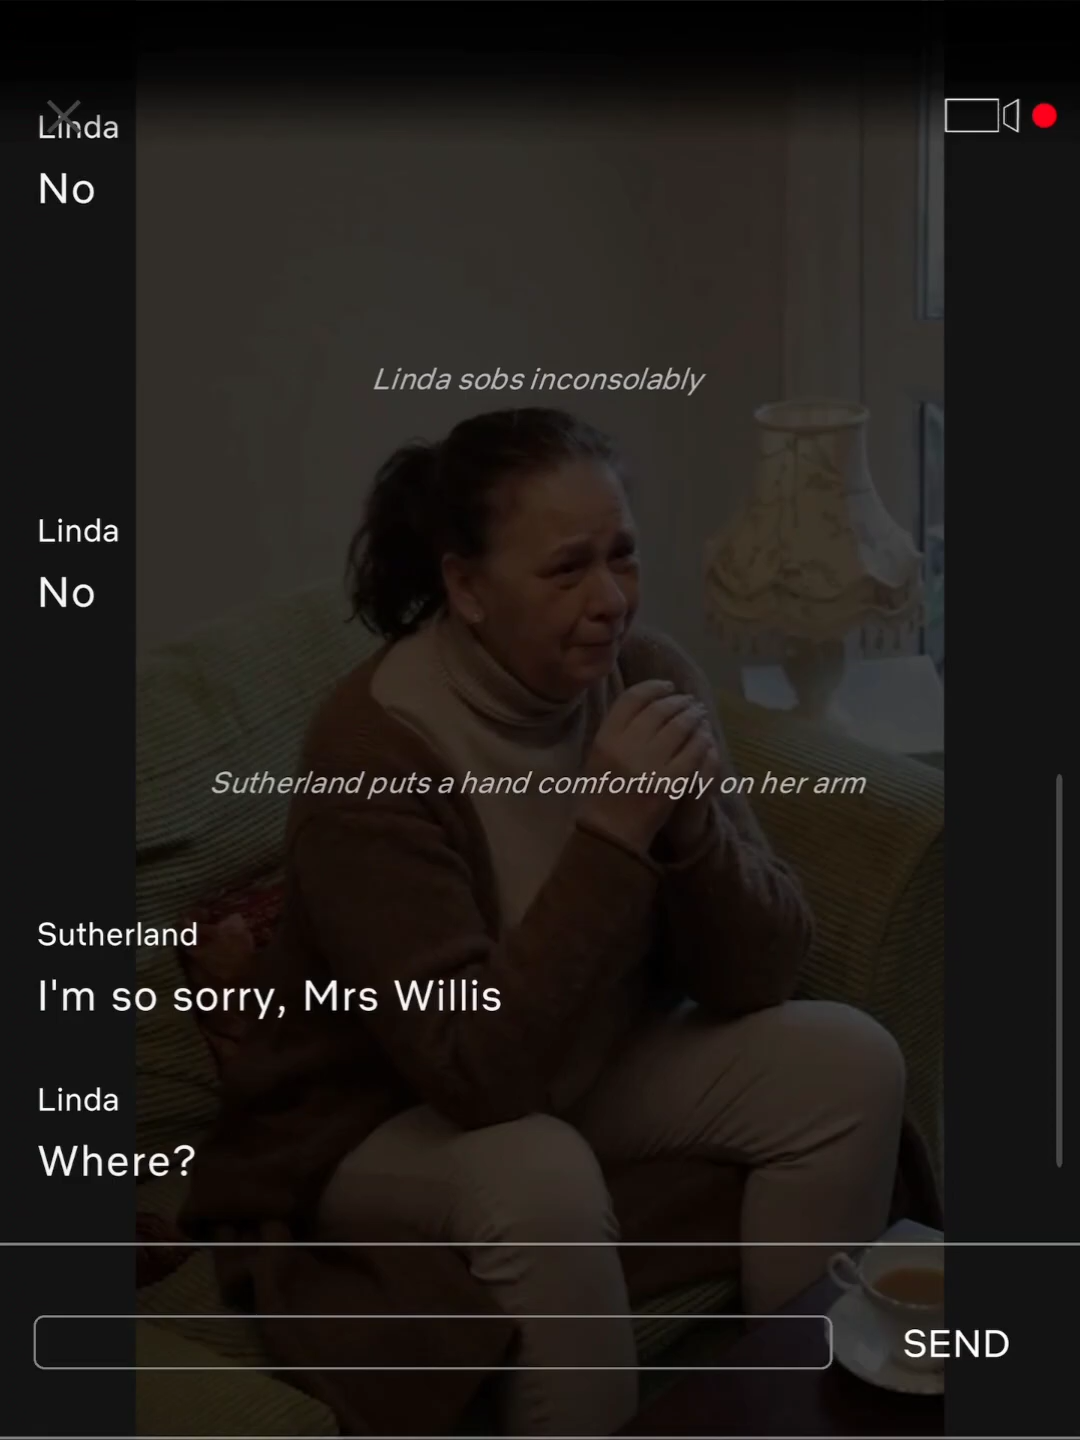 Linda
No
Linda sobs inconsolably
Linda
No
Sutherland puts a hand comfortingly on her arm
Sutherland
I'm so sorry, Mrs Willis
Linda
Where?
SEND